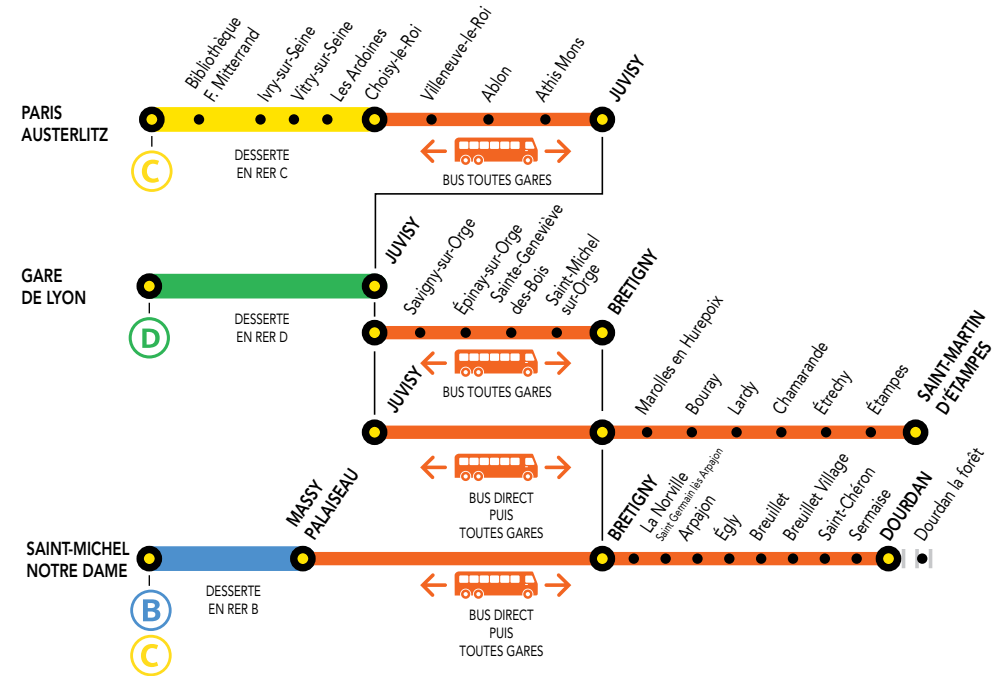 PARIS
AUSTERLITZ
Bibliothèque
F. Mitterrand
Ivry-sur-Seine
Vitry-sur-Seine
Les Ardoines
Choisy-le-Roi
Villeneuve-le-Roi
Ablon
Athis Mons
JUVISY
C
DESSERTE
EN RER C
BUS TOUTES GARES
GARE
DE LYON
JUVISY
D
DESSERTE
EN RER D
Savigny-sur-Orge
Épinay-sur-Orge
Sainte-Geneviève
des-Bois
Saint-Michel
sur-Orge
BRETIGNY
BUS TOUTES GARES
JUVISY
Marolles en Hurepoix
Bouray
Lardy
Chamarande
Étrechy
Étampes
SAINT-MARTIN
D'ÉTAMPES
BUS DIRECT
PUIS
TOUTES GARES
SAINT-MICHEL
NOTRE DAME
MASSY
PALAISEAU
BRETIGNY
La Norville
Saint Germain lès Arpajon
Arpajon
Égly
Breuillet
Breuillet Village
Saint-Chéron
Sermaise
DOURDAN
Dourdan la forêt
B
C
DESSERTE
EN RER B
BUS DIRECT
PUIS
TOUTES GARES